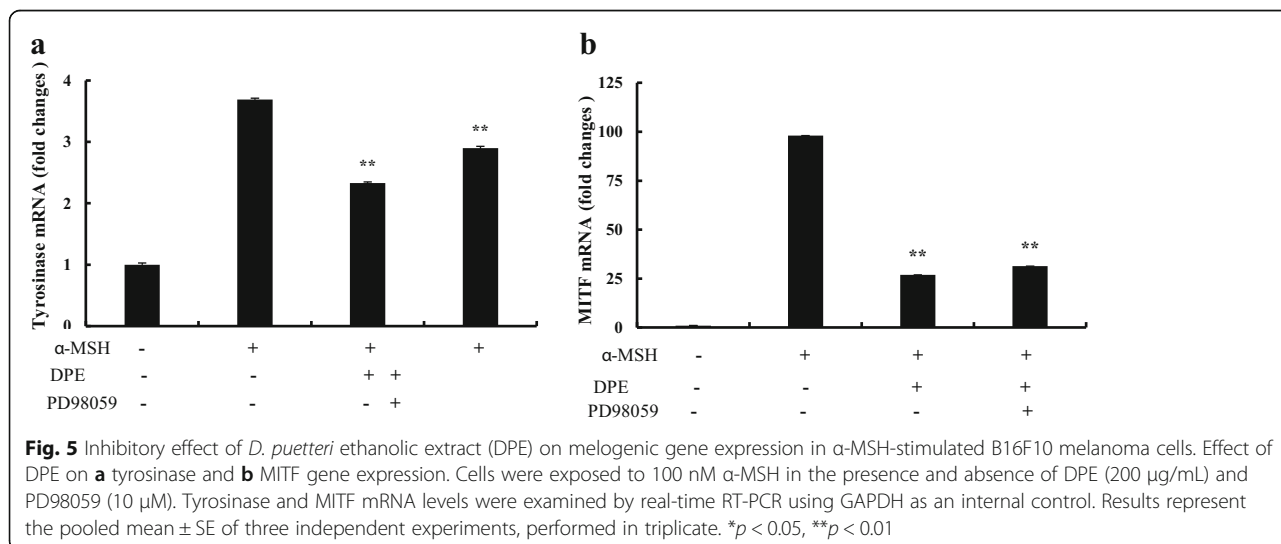 a
Tyrosinase mRNA (fold changes )
4
3
2
1
0
**
**
α-MSH - + + +
DPE - - + +
PD98059 - - - +
b
MITF mRNA (fold changes )
125
100
75
50
25
0
**
**
α-MSH - + + +
DPE - - + +
PD98059 - - - +
Fig. 5 Inhibitory effect of D. puetteri ethanolic extract (DPE) on melogenic gene expression in α-MSH-stimulated B16F10 melanoma cells. Effect of
DPE on a tyrosinase and b MITF gene expression. Cells were exposed to 100 nM α-MSH in the presence and absence of DPE (200 μg/mL) and
PD98059 (10 μM). Tyrosinase and MITF mRNA levels were examined by real-time RT-PCR using GAPDH as an internal control. Results represent
the pooled mean ± SE of three independent experiments, performed in triplicate. *p < 0.05, **p < 0.01